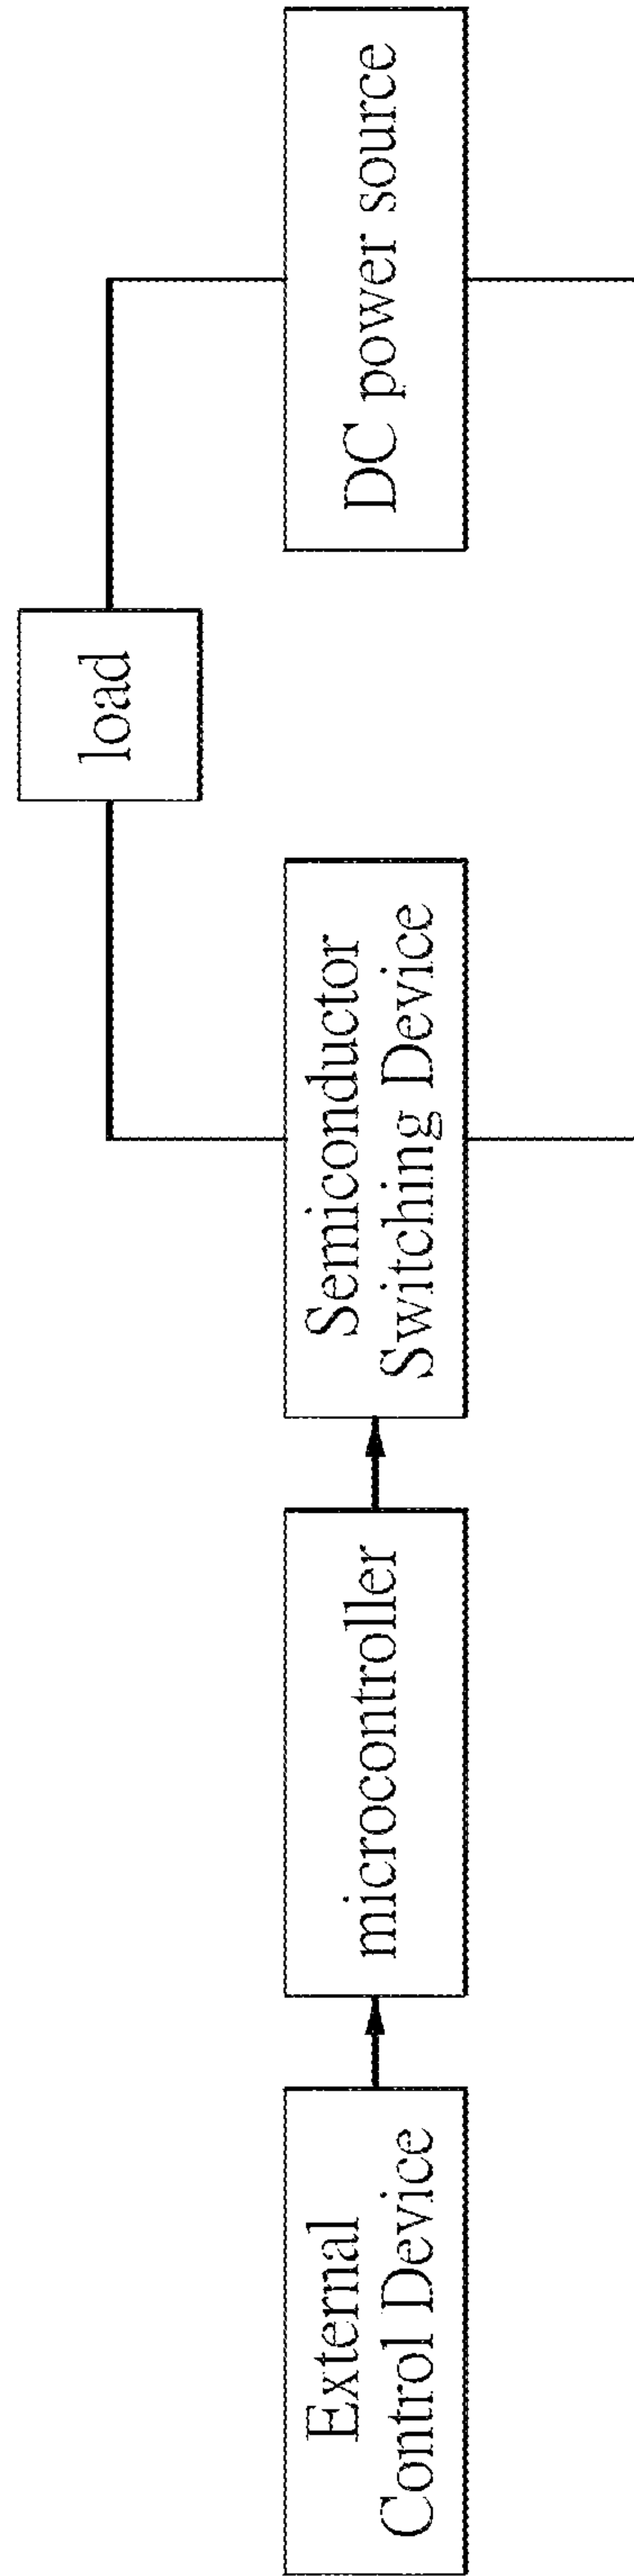 External
Control Device
microcontroller
Semiconductor
Switching Device
load
DC power source